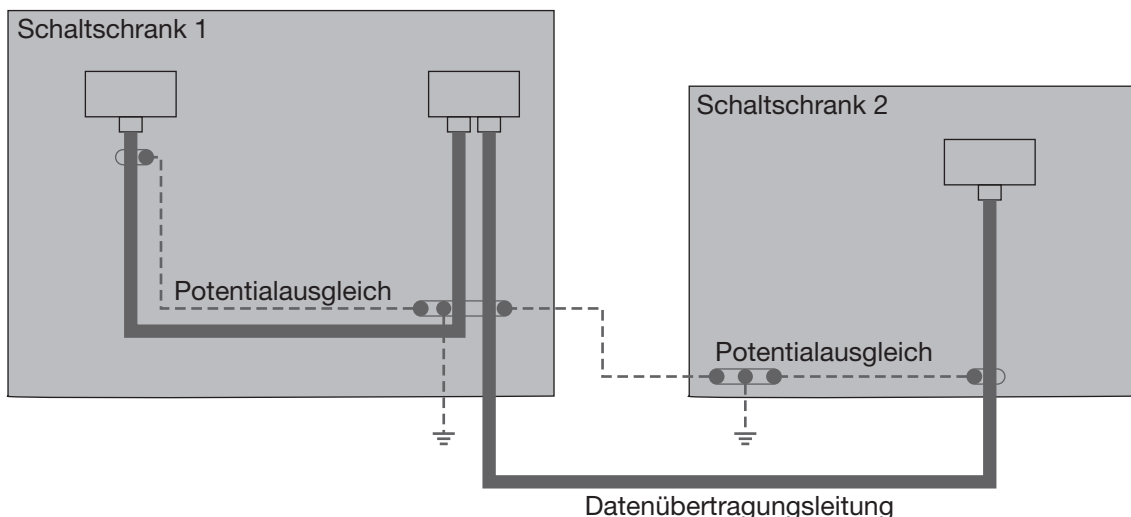 Schaltschrank 1
Schaltschrank 2
Potentialausgleich
Potentialausgleich
Datenübertragungsleitung